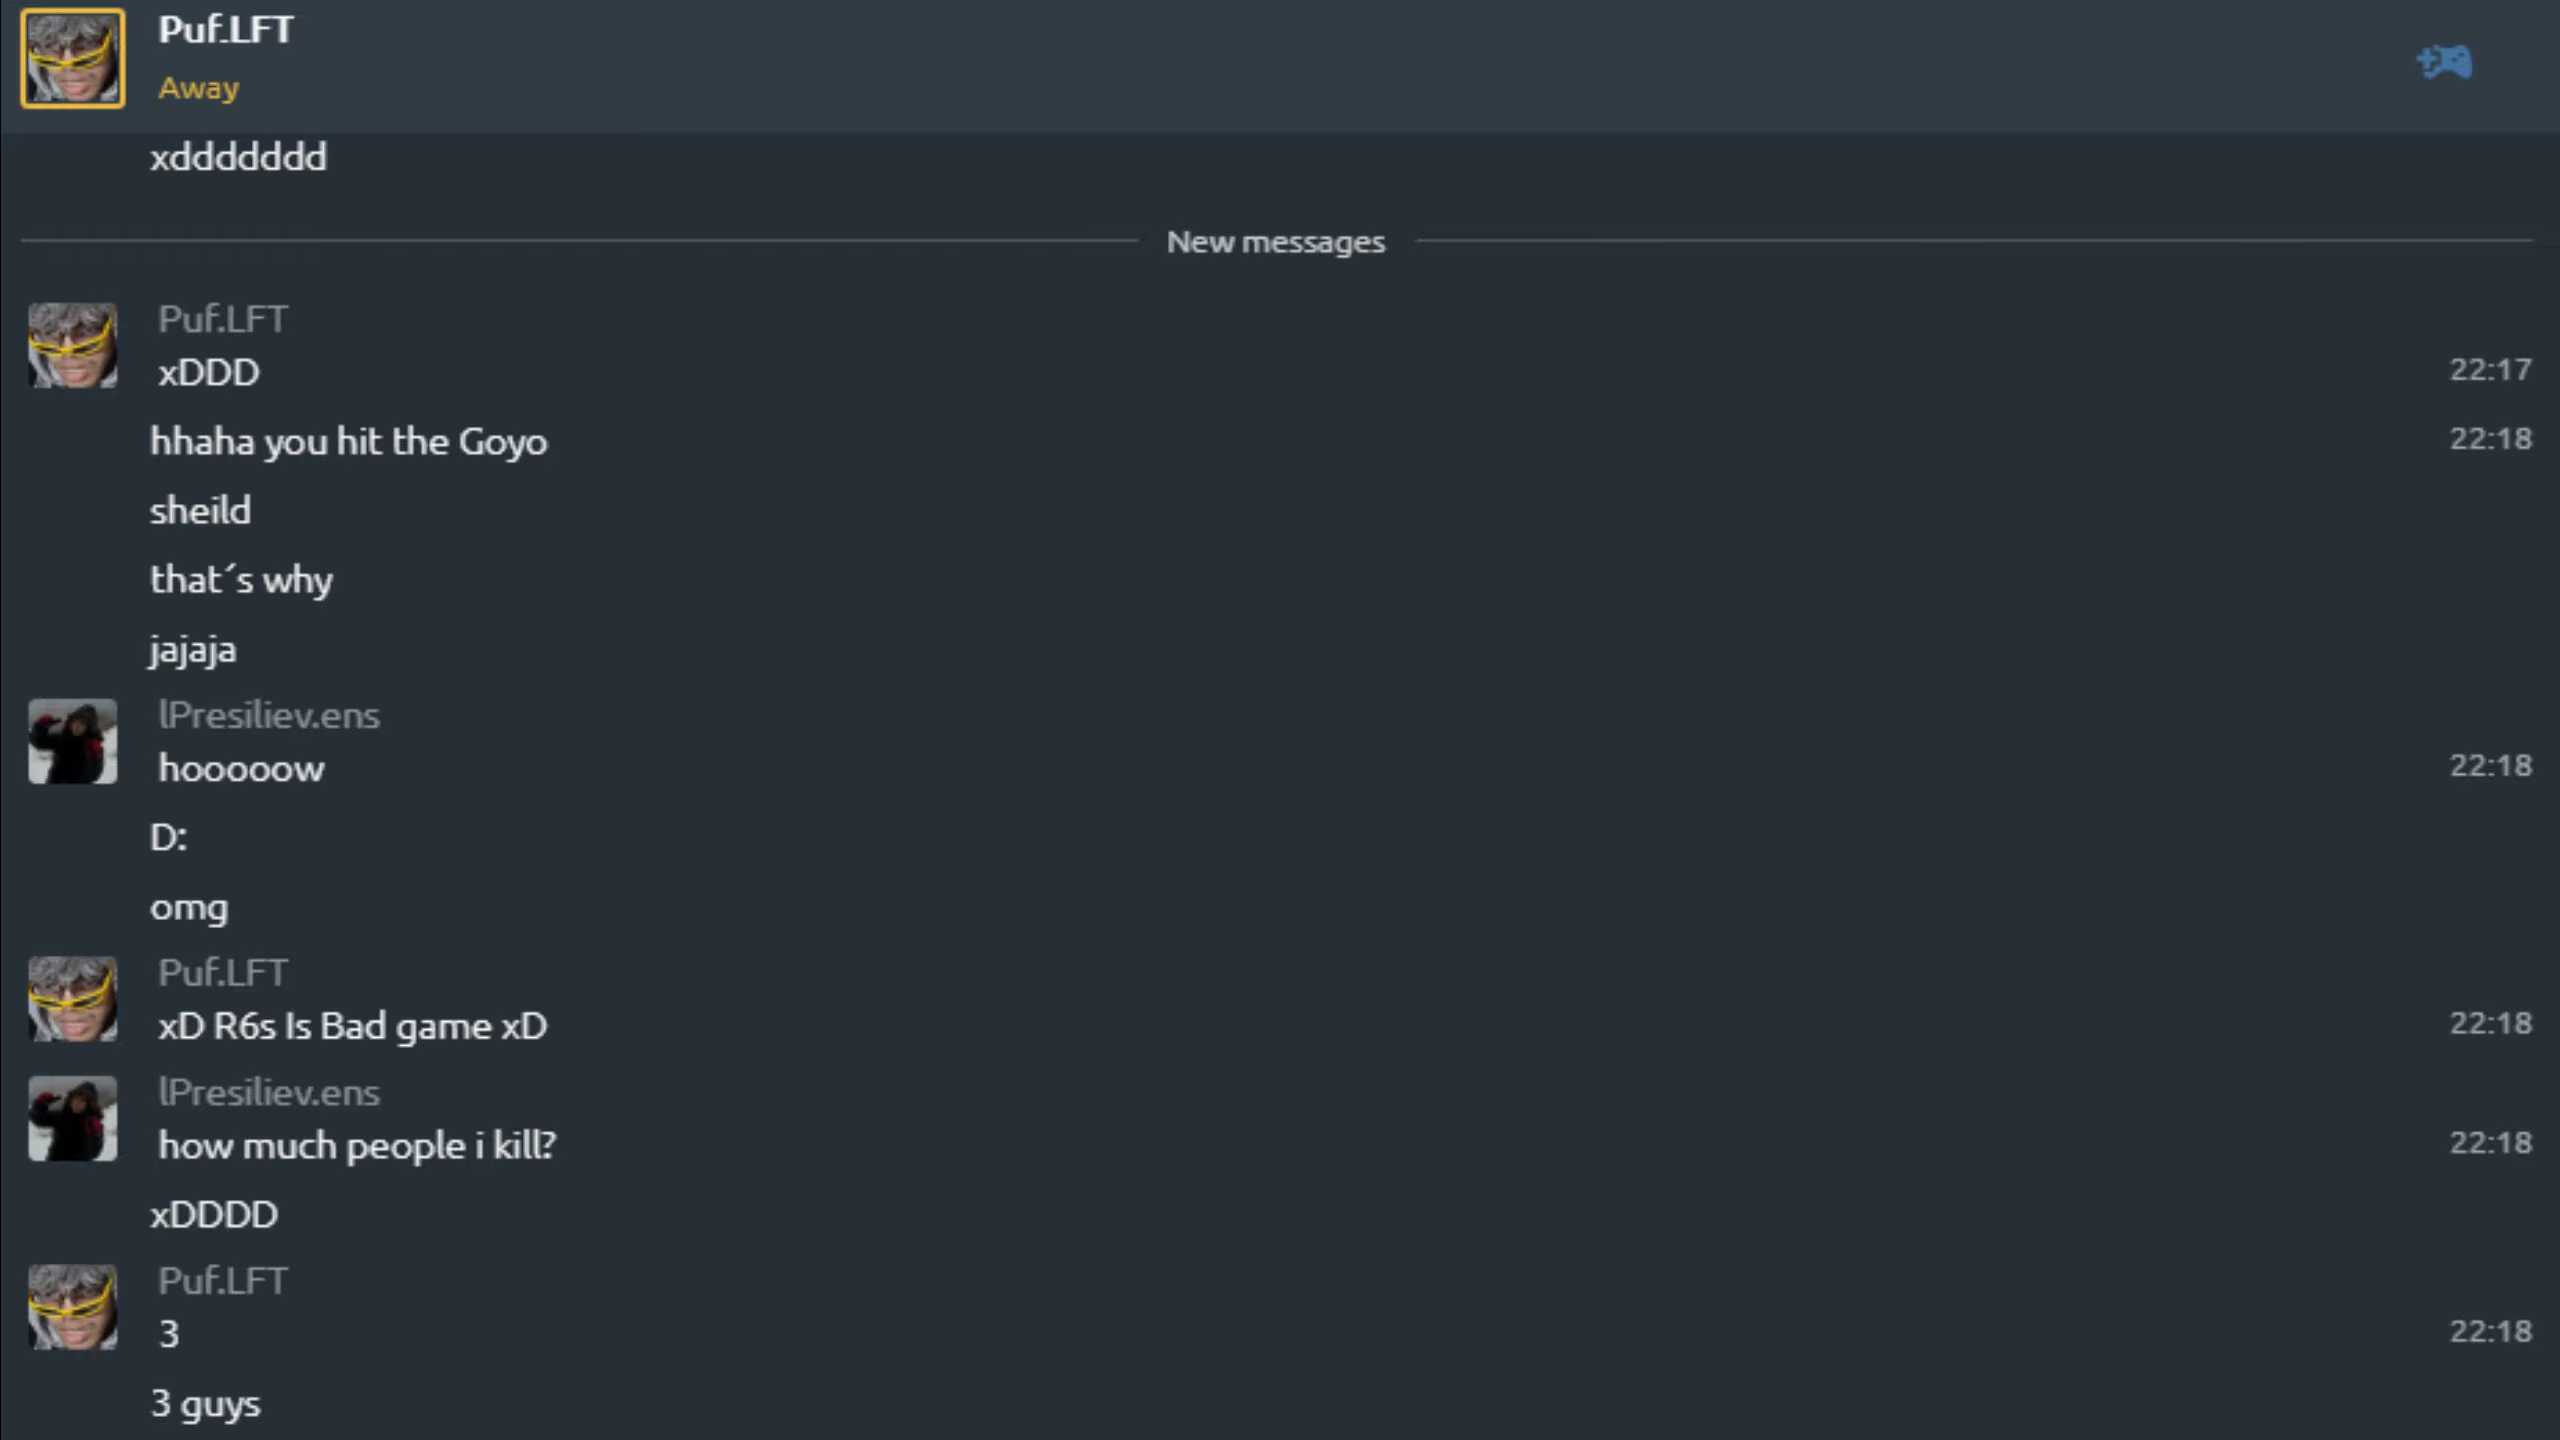 Puf.LFT
Away
xddddddd
New messages
Puf.LFT
xDDD 22:17
hhaha you hit the Goyo 22:18
sheild
that´s why
jajaja
lPresiliev.ens
hooooow 22:18
D:
omg
Puf.LFT
xD R6s Is Bad game xD 22:18
lPresiliev.ens
how much people i kill? 22:18
xDDDD
Puf.LFT
3 22:18
3 guys